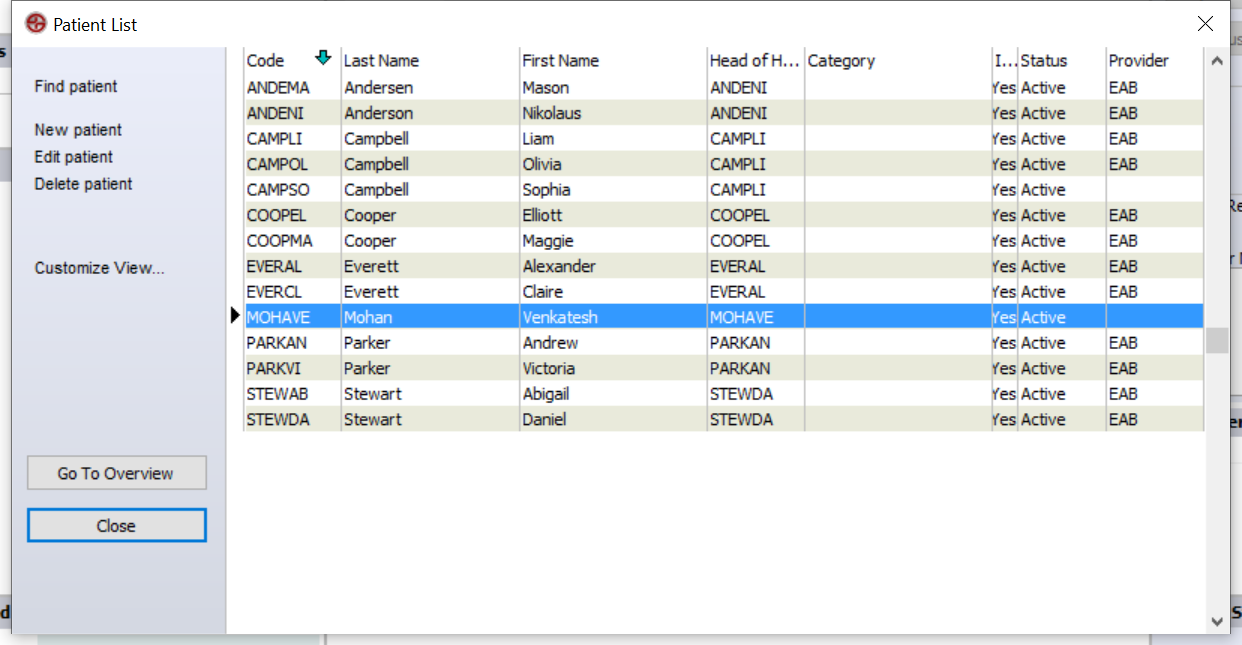 Patient List
Find patient
New patient
Edit patient
Delete patient
Customize View...
Go To Overview
Close
Code Last Name First Name Head of H... Category I... Status Provider
ANDEMA Andersen Mason ANDENI Yes Active EAB
ANDENI Anderson Nikolaus ANDENI Yes Active EAB
CAMPLI Campbell Liam CAMPLI Yes Active EAB
CAMPOL Campbell Olivia CAMPLI Yes Active EAB
CAMPSO Campbell Sophia CAMPLI Yes Active
COOPEL Cooper Elliott COOPEL Yes Active EAB
COOPMA Cooper Maggie COOPEL Yes Active EAB
EVERAL Everett Alexander EVERAL Yes Active EAB
EVERCL Everett Claire EVERAL Yes Active EAB
MOHAVE Mohan Venkatesh MOHAVE Yes Active
PARKAN Parker Andrew PARKAN Yes Active EAB
PARKVI Parker Victoria PARKAN Yes Active EAB
STEWAB Stewart Abigail STEWDA Yes Active EAB
STEWDA Stewart Daniel STEWDA Yes Active EAB